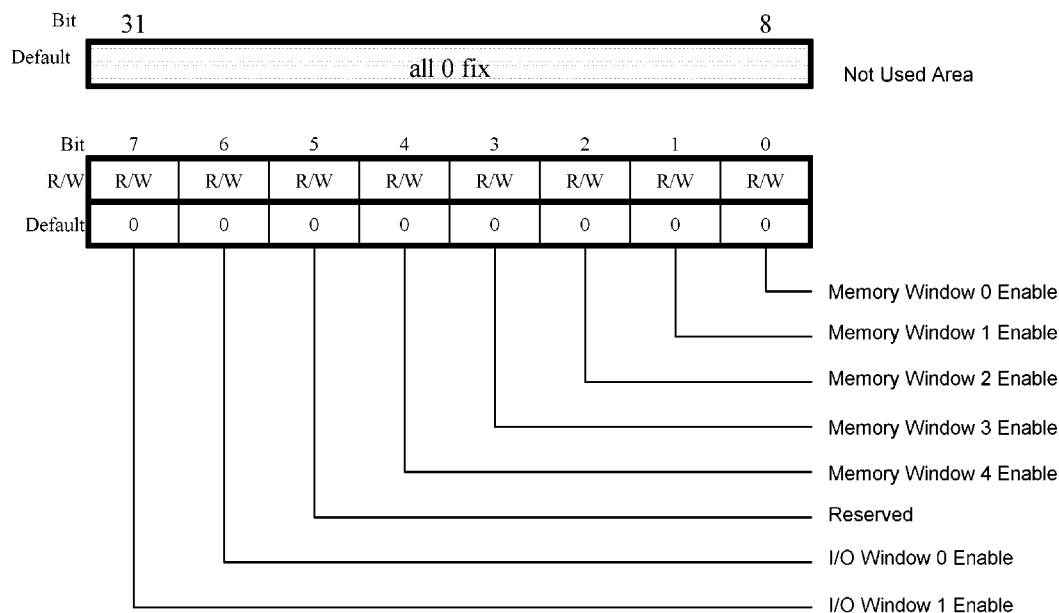 Bit 31 8
Default all 0 fix Not Used Area
Bit 7 6 5 4 3 2 1 0
R/W R/W R/W R/W R/W R/W R/W R/W R/W
Default 0 0 0 0 0 0 0 0
Memory Window 0 Enable
Memory Window 1 Enable
Memory Window 2 Enable
Memory Window 3 Enable
Memory Window 4 Enable
Reserved
I/O Window 0 Enable
I/O Window 1 Enable